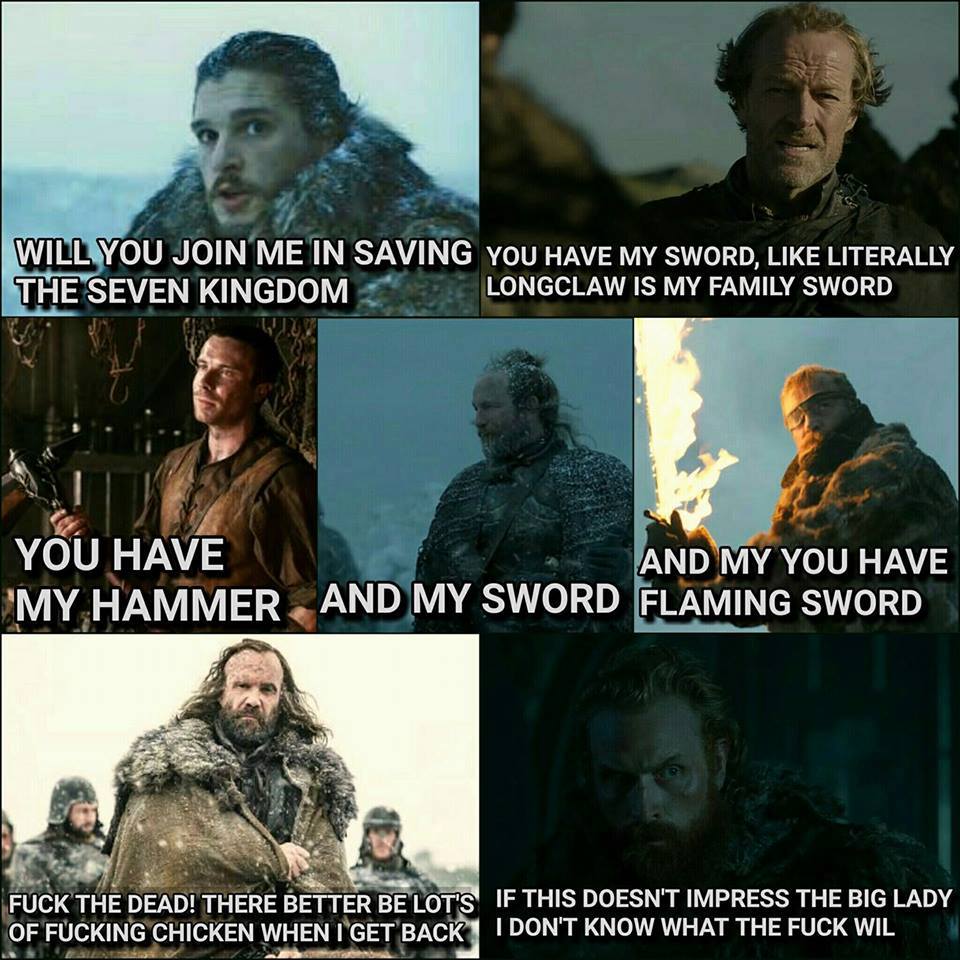 WILL YOU JOIN ME IN SAVING
THE SEVEN KINGDOM
YOU HAVE MY SWORD, LIKE LITERALLY
LONGCLAW IS MY FAMILY SWORD
YOU HAVE
MY HAMMER
AND MY SWORD
AND MY YOU HAVE
FLAMING SWORD
FUCK THE DEAD! THERE BETTER BE LOT'S
OF FUCKING CHICKEN WHEN I GET BACK
IF THIS DOESN'T IMPRESS THE BIG LADY
I DON'T KNOW WHAT THE FUCK WIL